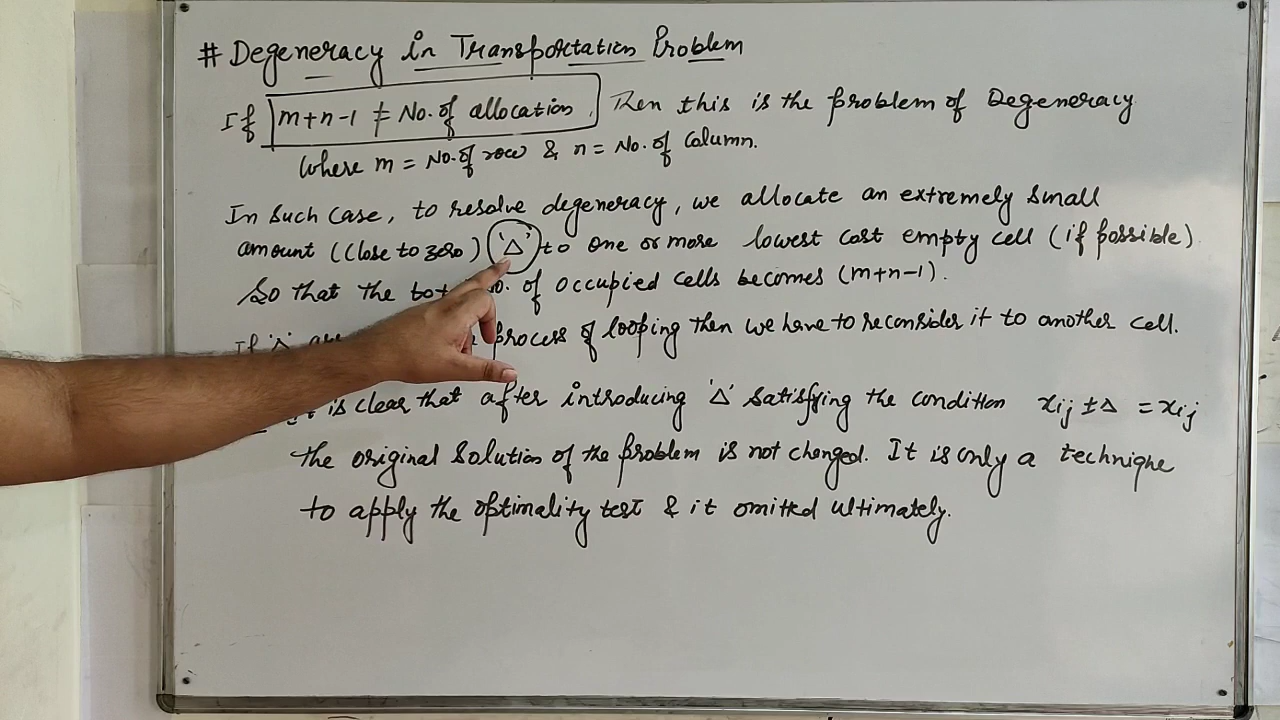 # Degeneracy in Transportation Problem
If m+n-1 ≠ No. of allocation, Then this is the problem of Degeneracy
Where m = No. of row & n = No. of Column.
In Such Case, to resolve degeneracy, we allocate an extremely small
amount (Close to zero) 'Δ' to one or more lowest cost empty cell (if possible)
So that the of occupied cells becomes (m+n-1).
If Δ process of looping then we have to reconsider it to another cell.
is clear that after introducing 'Δ' satisfying the condition xij ± Δ = xij
the original solution of the problem is not changed. It is only a technique
to apply the optimality test & it omitted ultimately.